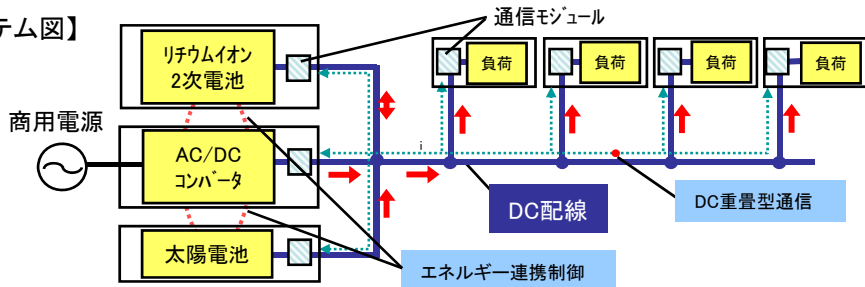 テム図】
通信モジュール
リチウムイオン
2次電池
負荷
負荷
負荷
負荷
商用電源
AC/DC
コンバータ
i
DC配線
DC重畳型通信
太陽電池
エネルギー連携制御